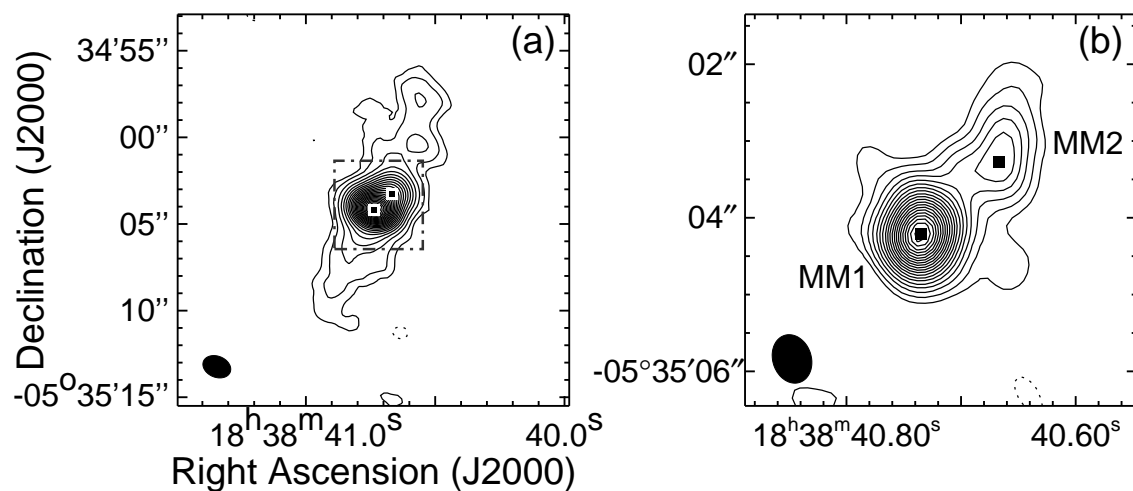 (a)
34'55"
00"
05"
10"
-05°35'15"
18ʰ38ᵐ41.0ˢ
40.0ˢ
Right Ascension (J2000)
Declination (J2000)
(b)
02"
MM2
04"
MM1
-05°35'06"
18ʰ38ᵐ40.80ˢ
40.60ˢ